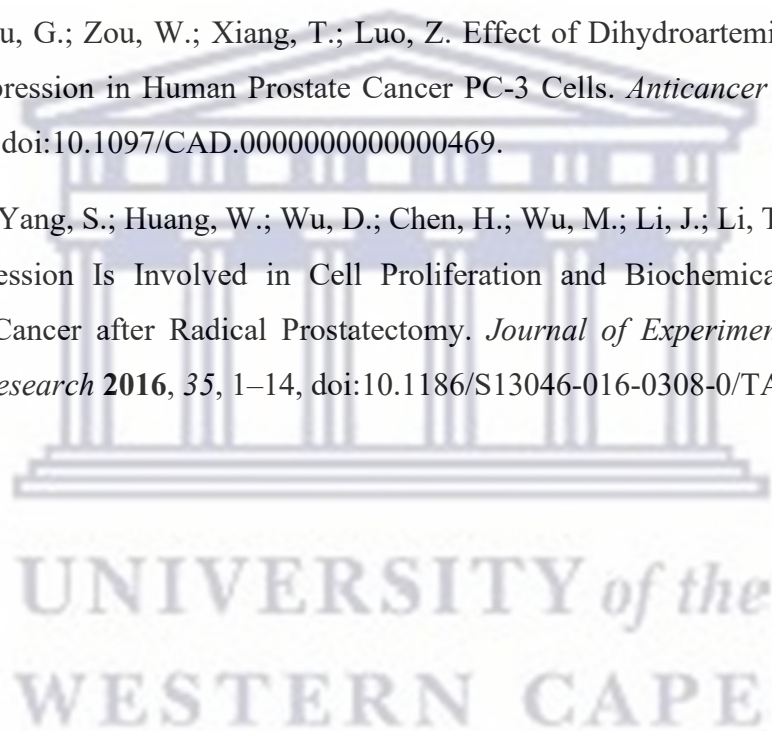 u, G.; Zou, W.; Xiang, T.; Luo, Z. Effect of Dihydroartemi
pression in Human Prostate Cancer PC-3 Cells. Anticancer
doi:10.1097/CAD.0000000000000469.
Yang, S.; Huang, W.; Wu, D.; Chen, H.; Wu, M.; Li, J.; Li, T
ession Is Involved in Cell Proliferation and Biochemica
Cancer after Radical Prostatectomy. Journal of Experimen
esearch 2016, 35, 1–14, doi:10.1186/S13046-016-0308-0/TA
UNIVERSITY of the
WESTERN CAPE